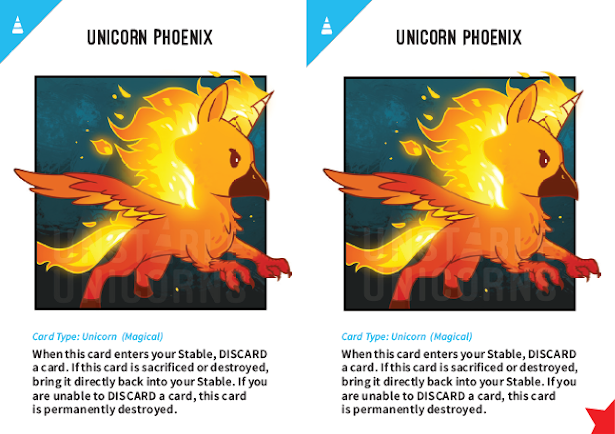 UNICORN PHOENIX
UNSTABLE
UNICORNS
Card Type: Unicorn (Magical)
When this card enters your Stable, DISCARD
a card. If this card is sacrificed or destroyed,
bring it directly back into your Stable. If you
are unable to DISCARD a card, this card
is permanently destroyed.
UNICORN PHOENIX
UNSTABLE
UNICORNS
Card Type: Unicorn (Magical)
When this card enters your Stable, DISCARD
a card. If this card is sacrificed or destroyed,
bring it directly back into your Stable. If you
are unable to DISCARD a card, this card
is permanently destroyed.